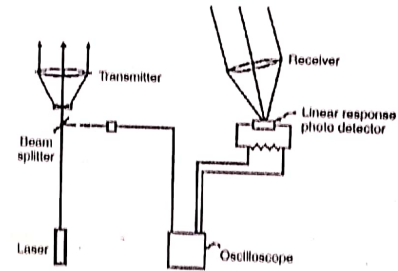 Transmitter
Receiver
Linear response
photo detector
Beam
splitter
Laser
Oscilloscope